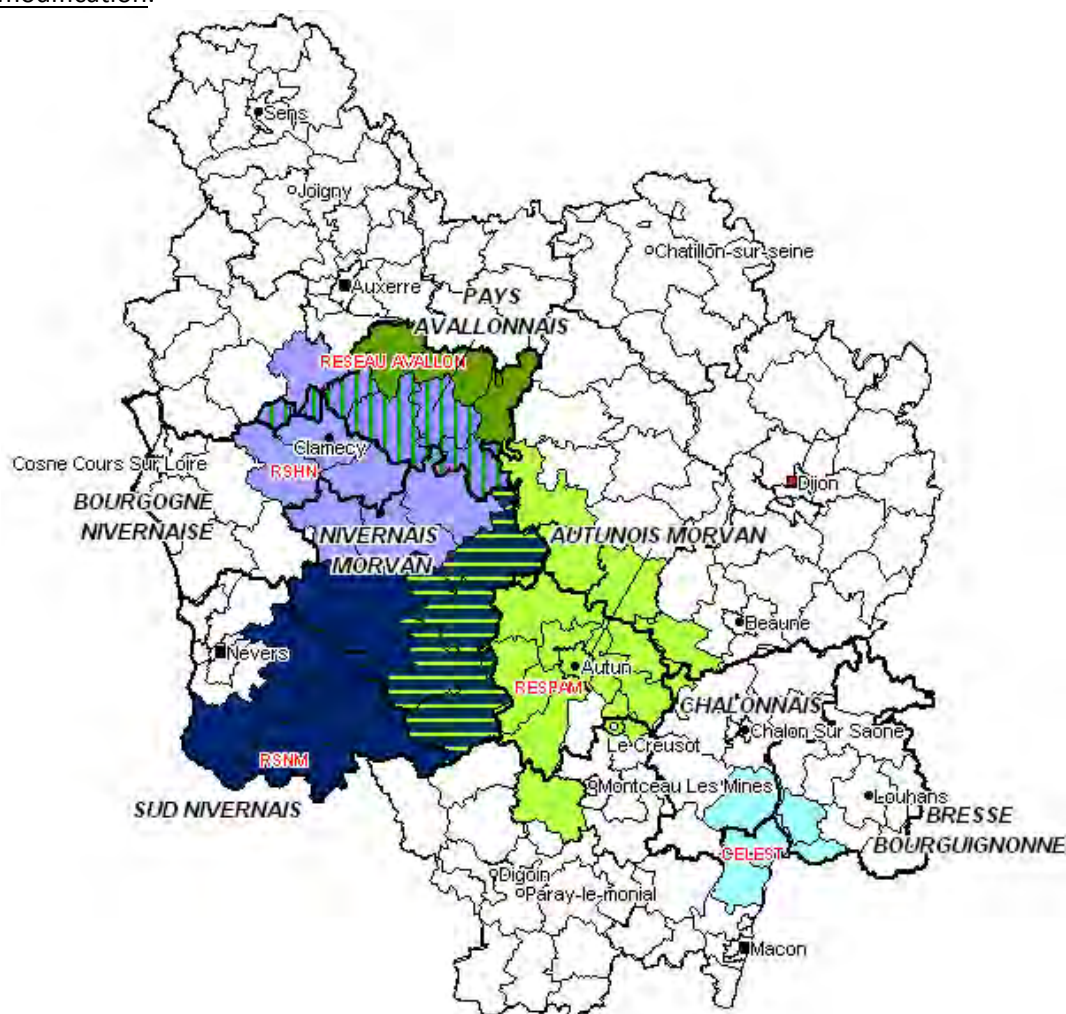 modification.
Sens
Joigny
Chatillon-sur-seine
Auxerre
PAYS
AVALLONNAIS
RESEAU AVALLON
Clamecy
Cosne Cours Sur Loire
RSHN
Dijon
BOURGOGNE
NIVERNAISE
NIVERNAIS
MORVAN
AUTUNOIS MORVAN
Beaune
Nevers
Autun
RESPAM
CHALONNAIS
Chalon Sur Saône
Le Creusot
RSNM
Montceau Les Mines
Louhans
SUD NIVERNAIS
BRESSE
BOURGUIGNONNE
CELEST
Digoin
Paray-le-monial
Macon